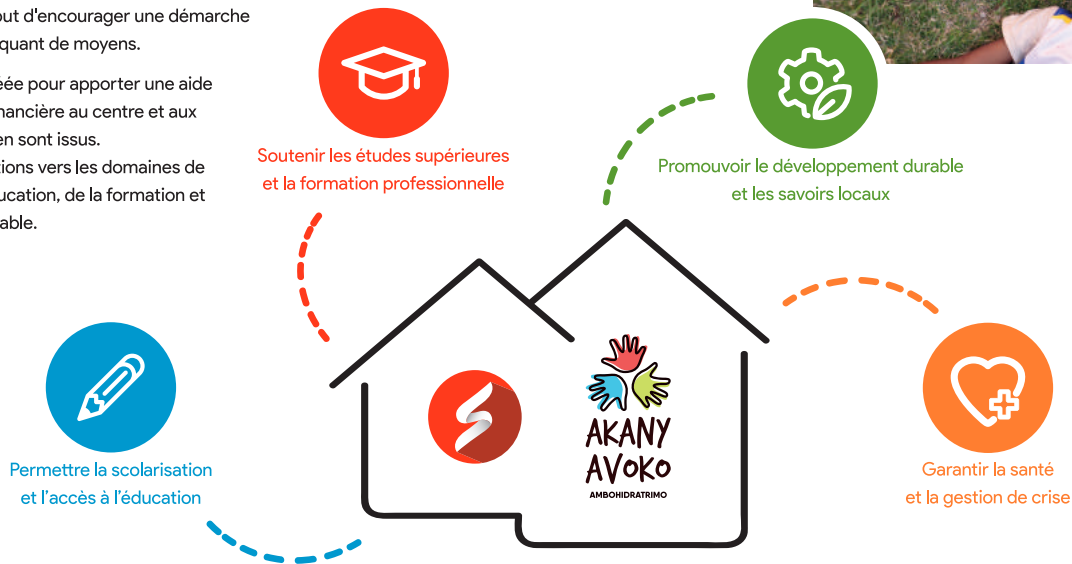 out d'encourager une démarche
quant de moyens.
éée pour apporter une aide
nancière au centre et aux
en sont issus.
tions vers les domaines de
ucation, de la formation et
able.
Soutenir les études supérieures
et la formation professionnelle
Promouvoir le développement durable
et les savoirs locaux
Permettre la scolarisation
et l'accès à l'éducation
AKANY
AVOKO
AMBOHIDRATRIMO
Garantir la santé
et la gestion de crise